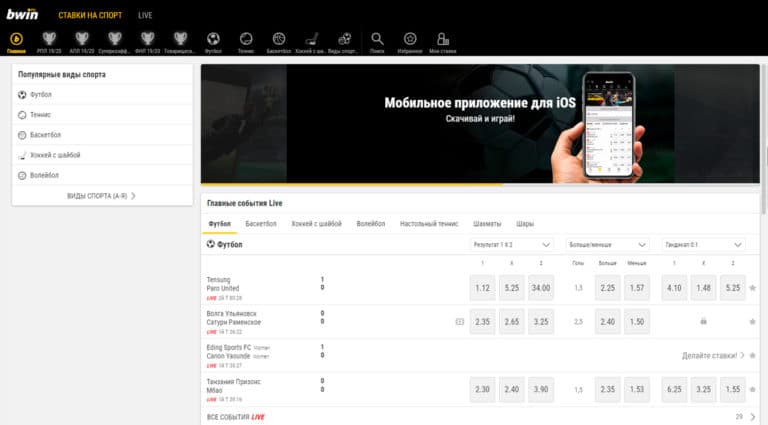 bwin
СТАВКИ НА СПОРТ LIVE
Главная РПЛ 19/20 АПЛ 19/20 Суперкэфф... ФНЛ 19/20 Товарищеск... Футбол Теннис Баскетбол Хоккей с ша... Виды спорт... Поиск Избранное Мои ставки
Популярные виды спорта
Футбол
Теннис
Баскетбол
Хоккей с шайбой
Волейбол
ВИДЫ СПОРТА (А-Я)
Мобильное приложение для iOS
Скачивай и играй!
Главные события Live
Футбол Баскетбол Хоккей с шайбой Волейбол Настольный теннис Шахматы Шары
Футбол Результат 1 X 2 Больше/меньше Гандикап 0:1
1 X 2 Голы Больше Меньше 1 X 2
Tensung 1
Paro United 0
LIVE 1.12 5.25 34.00 1,5 2.25 1.57 4.10 1.48 5.25
Волга Ульяновск 0
Сатурн Раменское 0
LIVE 2.35 2.65 3.25 2,5 2.40 1.50
Eding Sports FC Women 1
Canon Yaounde Women 0
LIVE Делайте ставки!
Танзания Призонс 0
Мбао 0
LIVE 2.30 2.40 3.90 1,5 2.35 1.53 6.25 3.25 1.55
ВСЕ СОБЫТИЯ LIVE 29